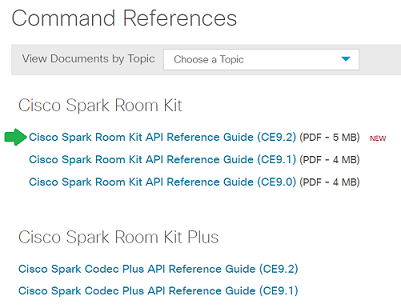 Command References
View Documents by Topic Choose a Topic
Cisco Spark Room Kit
Cisco Spark Room Kit API Reference Guide (CE9.2) (PDF - 5 MB) NEW
Cisco Spark Room Kit API Reference Guide (CE9.1) (PDF - 4 MB)
Cisco Spark Room Kit API Reference Guide (CE9.0) (PDF - 4 MB)
Cisco Spark Room Kit Plus
Cisco Spark Codec Plus API Reference Guide (CE9.2)
Cisco Spark Codec Plus API Reference Guide (CE9.1)